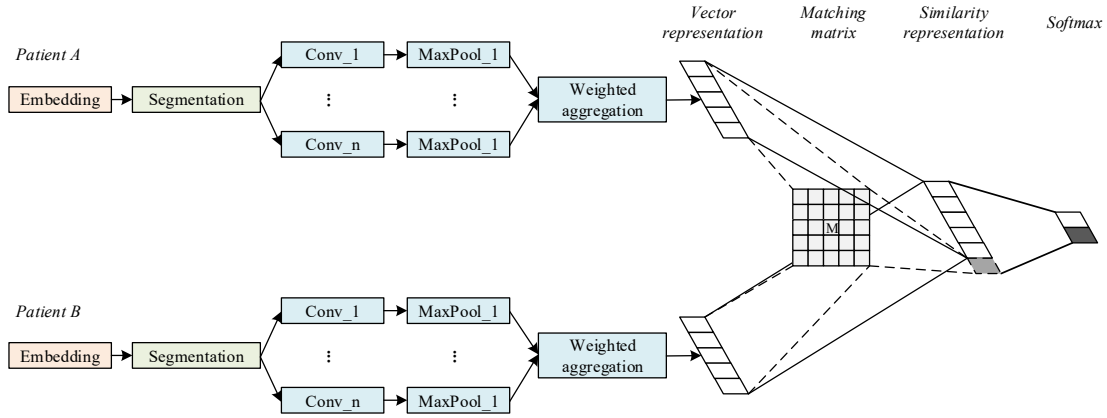 Vector
representation
Matching
matrix
Similarity
representation
Softmax
Patient A
Embedding
Segmentation
Conv_1
MaxPool_1
⋮
⋮
Conv_n
MaxPool_1
Weighted
aggregation
M
Patient B
Embedding
Segmentation
Conv_1
MaxPool_1
⋮
⋮
Conv_n
MaxPool_1
Weighted
aggregation